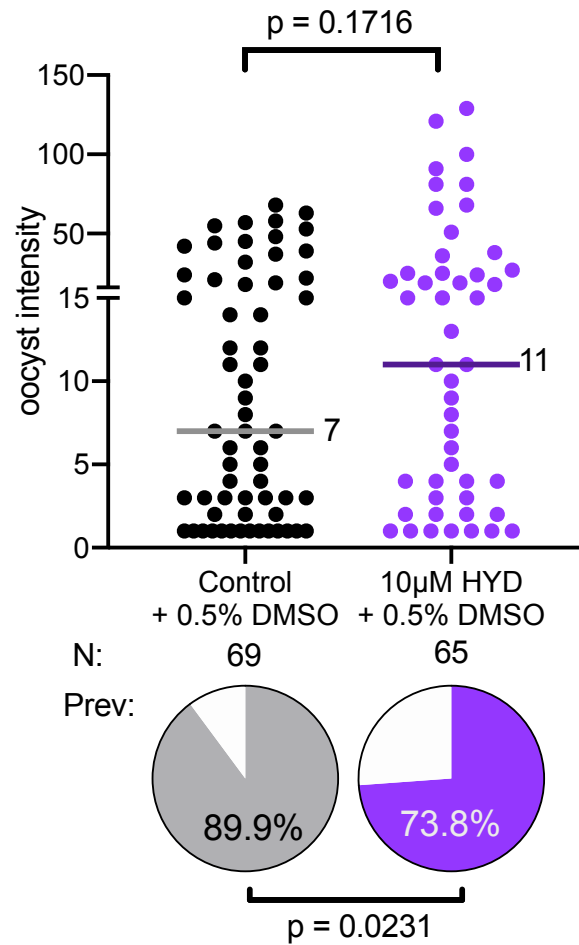 p = 0.1716
oocyst intensity
150
100
50
15
10
5
0
7
11
Control
+ 0.5% DMSO
10µM HYD
+ 0.5% DMSO
N:
69
65
Prev:
89.9%
73.8%
p = 0.0231